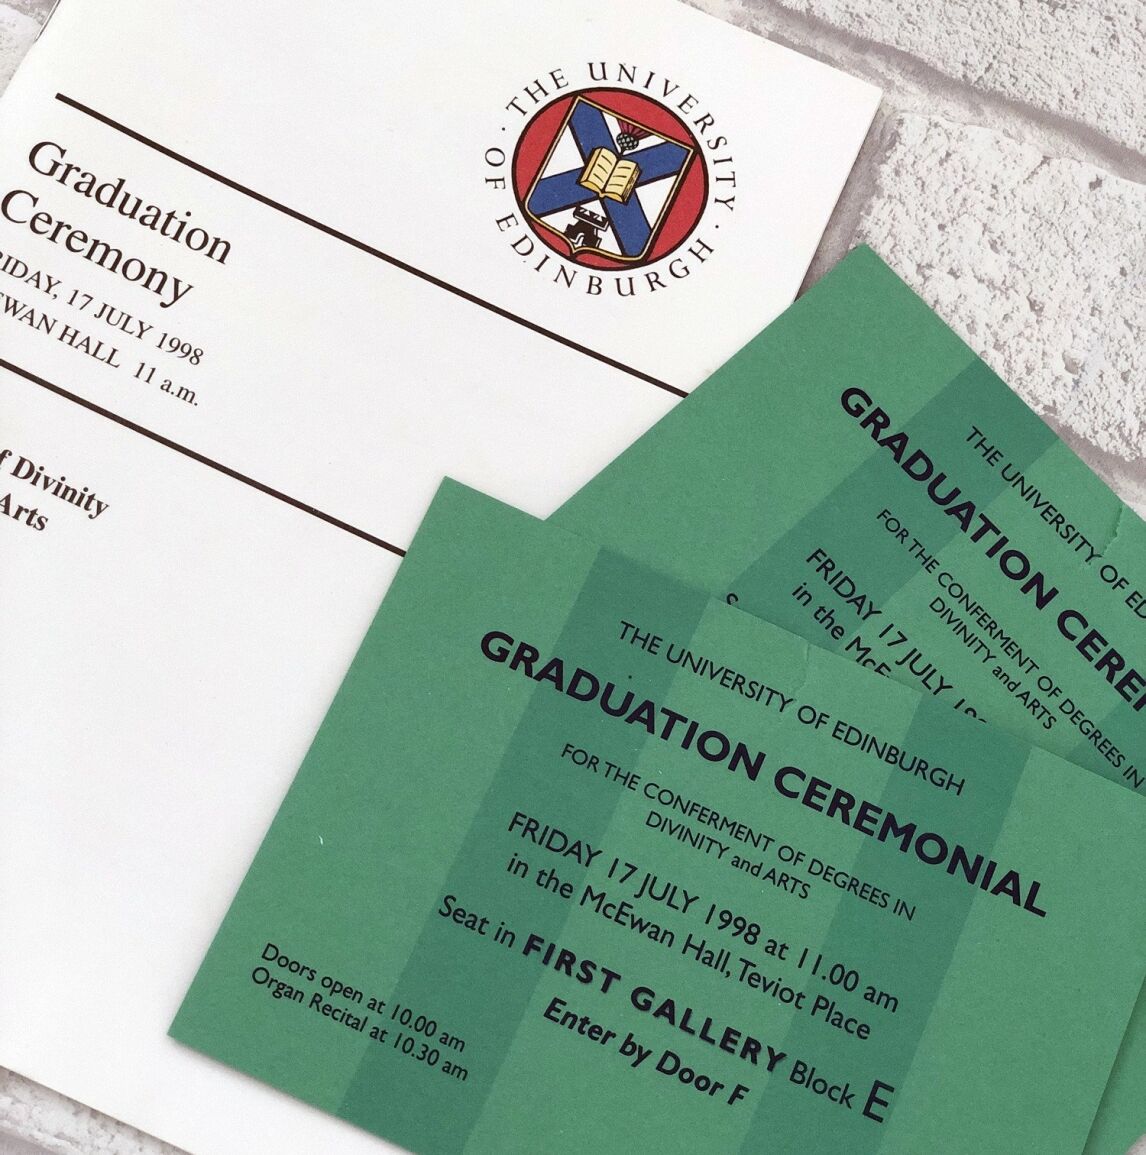 THE UNIVERSITY
· OF EDINBURGH ·
Graduation
Ceremony
17 JULY 1998
HALL 11 a.m.
Divinity
Arts
THE UNIVERSITY OF
GRADUATION
FOR THE CONFERMENT OF DEGREES IN
DIVINITY and ARTS
FRIDAY 17 JULY
in the
THE UNIVERSITY OF EDINBURGH
GRADUATION CEREMONIAL
FOR THE CONFERMENT OF DEGREES IN
DIVINITY and ARTS
FRIDAY 17 JULY 1998 at 11.00 am
in the McEwan Hall, Teviot Place
Seat in FIRST GALLERY Block E
Enter by Door F
Doors open at 10.00 am
Organ Recital at 10.30 am